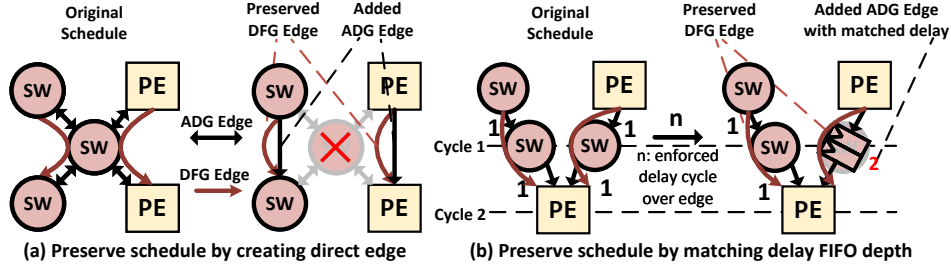 Original
Schedule
Preserved
DFG Edge
Added
ADG Edge
SW
PE
SW
SW
PE
ADG Edge
DFG Edge
SW
PE
SW
PE
(a) Preserve schedule by creating direct edge
Original
Schedule
Preserved
DFG Edge
Added ADG Edge
with matched delay
SW
PE
1
1
SW
SW
Cycle 1
1
1
PE
Cycle 2
n
n: enforced
delay cycle
over edge
SW
PE
1
SW
2
1
PE
(b) Preserve schedule by matching delay FIFO depth